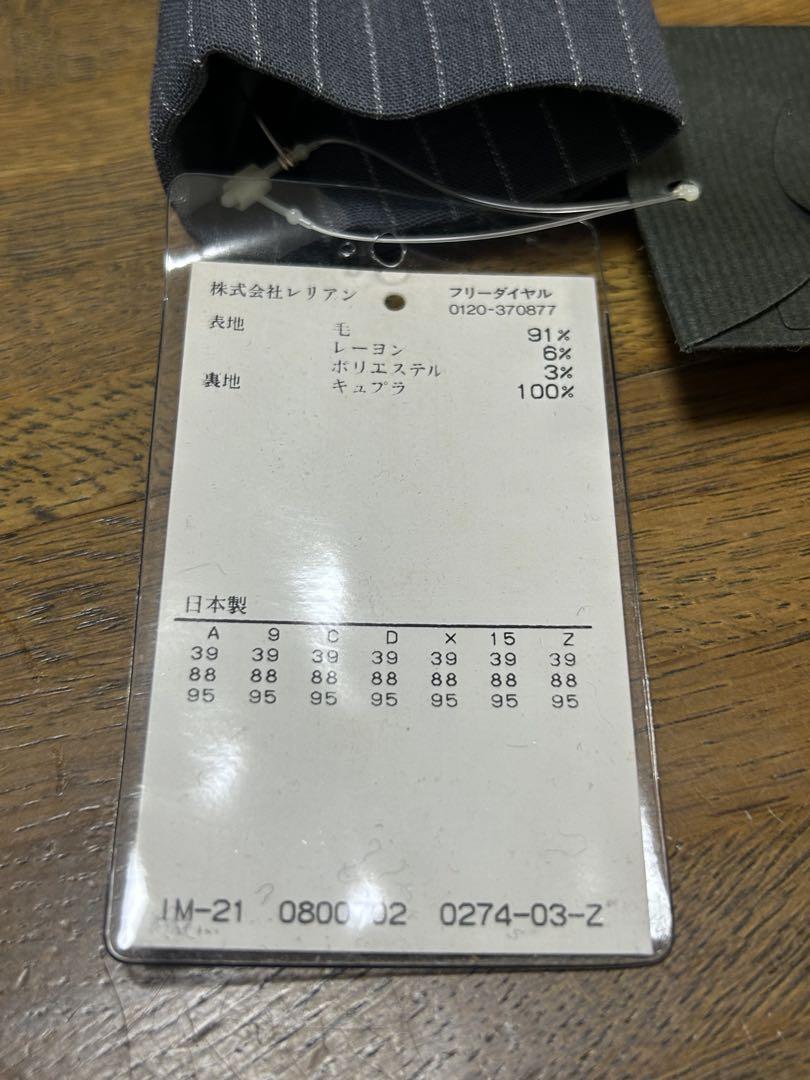 株式会社レリアン フリーダイヤル
0120-370877
表地 毛 91%
レーヨン 6%
ポリエステル 3%
裏地 キュプラ 100%
日本製
A 9 C D X 15 Z
39 39 39 39 39 39 39
88 88 88 88 88 88 88
95 95 95 95 95 95 95
IM-21 0800702 0274-03-Z